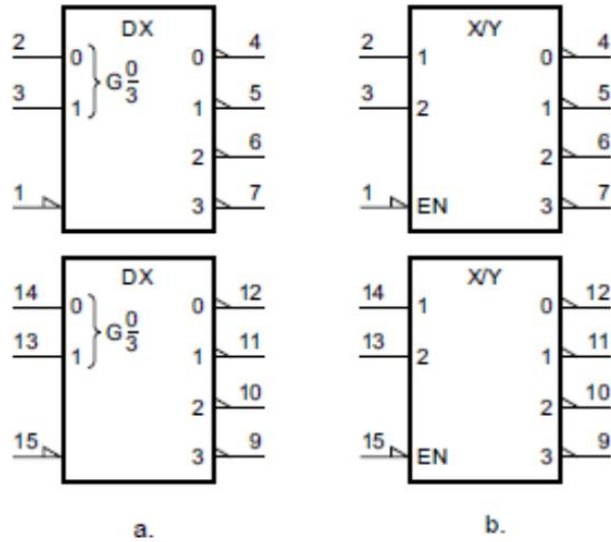 DX X/Y
2 0 0 4 2 1 0 4
G 0/3
3 1 1 5 3 2 1 5
2 6 2 6
1 3 7 1 EN 3 7
DX X/Y
14 0 0 12 14 1 0 12
G 0/3
13 1 1 11 13 2 1 11
2 10 2 10
15 3 9 15 EN 3 9
a. b.